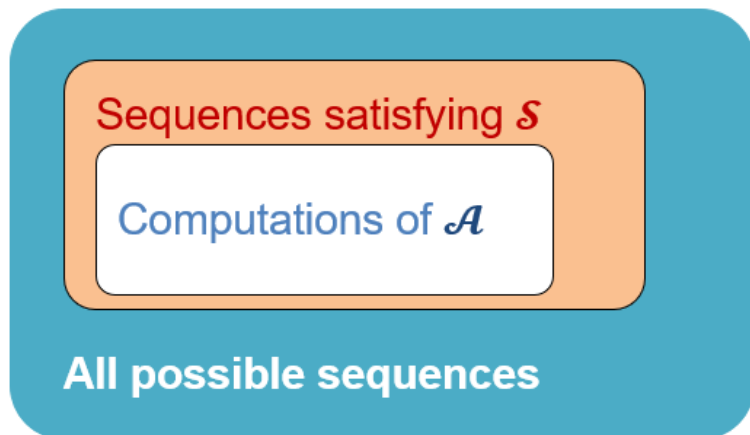 Sequences satisfying 𝓢
Computations of 𝓐
All possible sequences